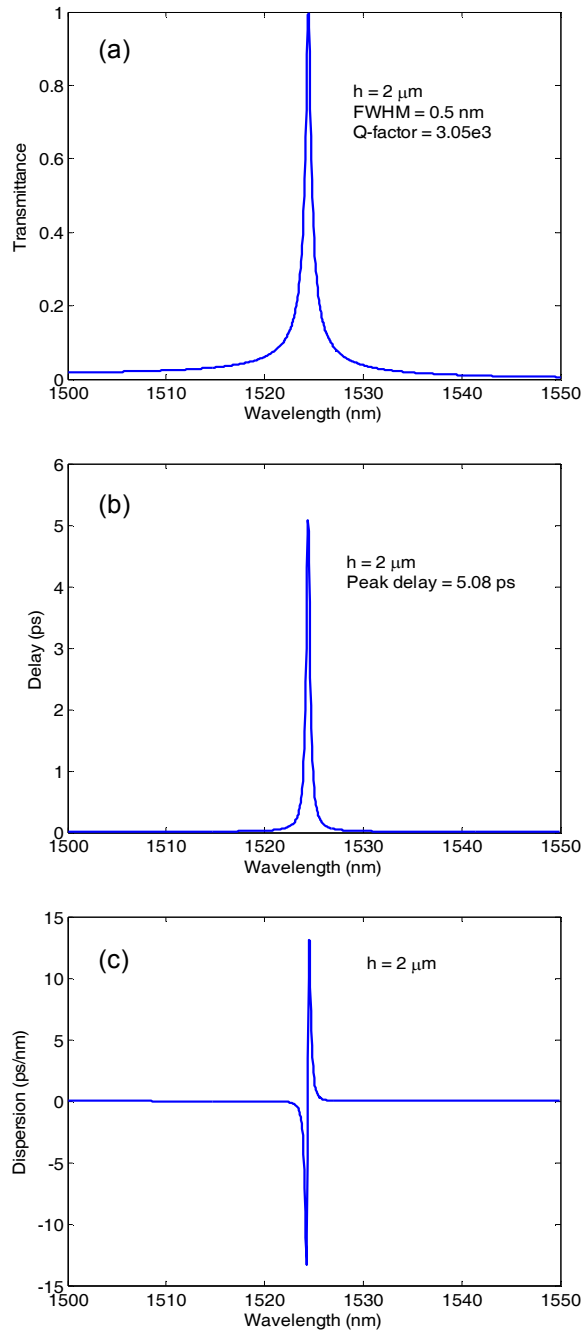 (a)
h = 2 μm
FWHM = 0.5 nm
Q-factor = 3.05e3
Transmittance
1
0.8
0.6
0.4
0.2
0
1500 1510 1520 1530 1540 1550
Wavelength (nm)
(b)
h = 2 μm
Peak delay = 5.08 ps
Delay (ps)
6
5
4
3
2
1
0
1500 1510 1520 1530 1540 1550
Wavelength (nm)
(c)
h = 2 μm
Dispersion (ps/nm)
15
10
5
0
-5
-10
-15
1500 1510 1520 1530 1540 1550
Wavelength (nm)